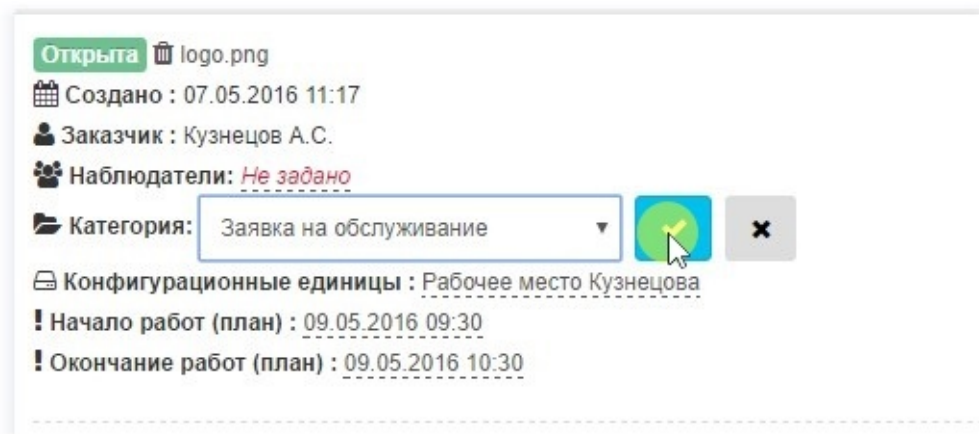 Открыта logo.png
Создано : 07.05.2016 11:17
Заказчик : Кузнецов А.С.
Наблюдатели: Не задано
Категория: Заявка на обслуживание
Конфигурационные единицы : Рабочее место Кузнецова
Начало работ (план) : 09.05.2016 09:30
Окончание работ (план) : 09.05.2016 10:30